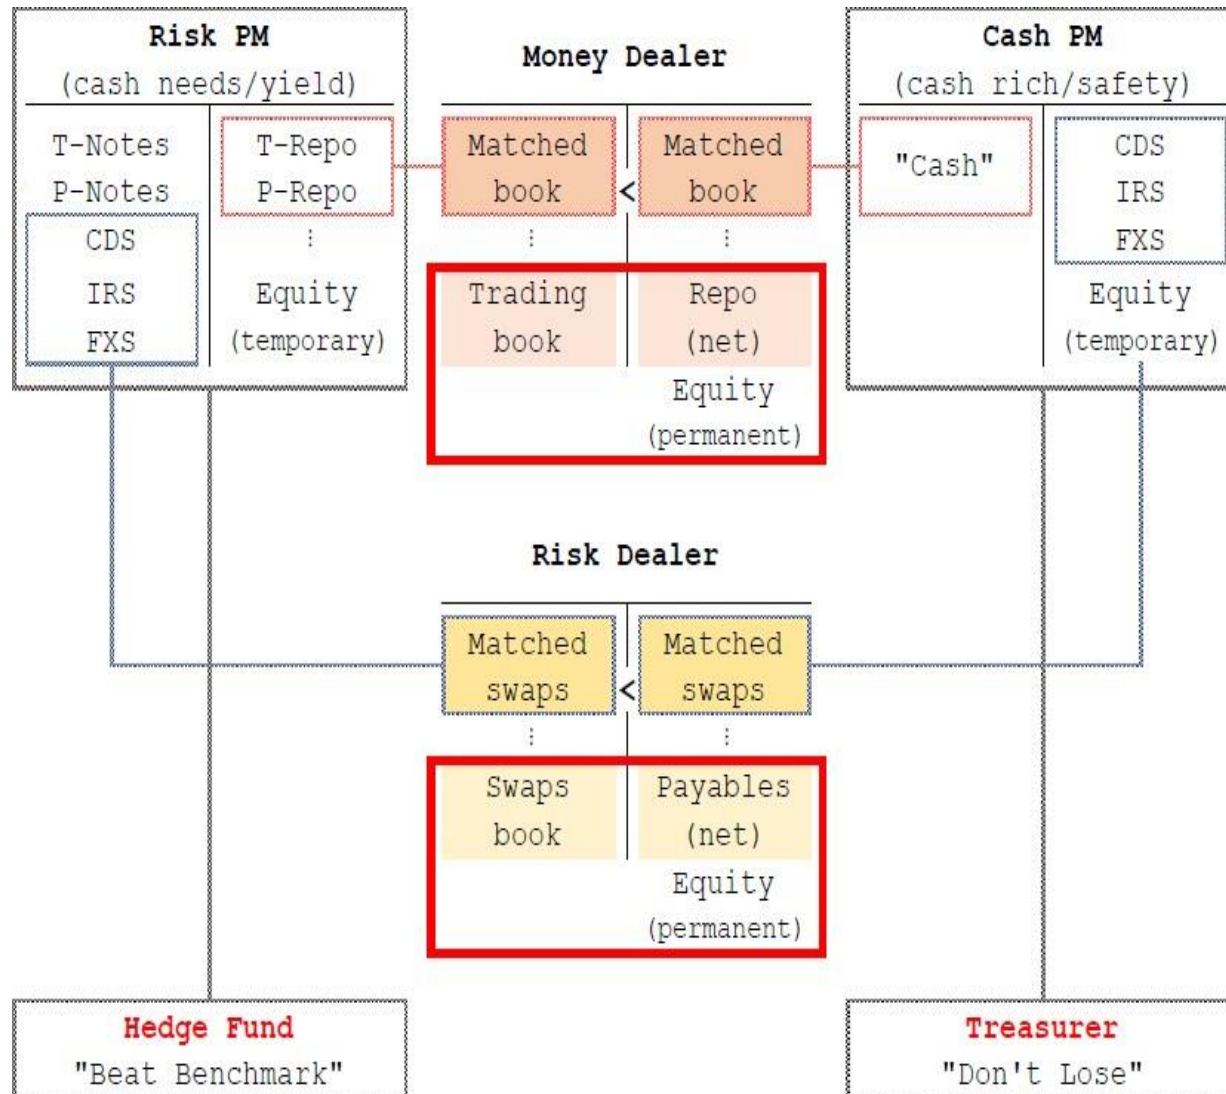 Risk PM
(cash needs/yield)
T-Notes
P-Notes
CDS
IRS
FXS
T-Repo
P-Repo
⋮
Equity
(temporary)
Money Dealer
Matched
book
<
Matched
book
⋮
⋮
Trading
book
Repo
(net)
Equity
(permanent)
Cash PM
(cash rich/safety)
"Cash"
CDS
IRS
FXS
Equity
(temporary)
Risk Dealer
Matched
swaps
<
Matched
swaps
⋮
⋮
Swaps
book
Payables
(net)
Equity
(permanent)
Hedge Fund
"Beat Benchmark"
Treasurer
"Don't Lose"